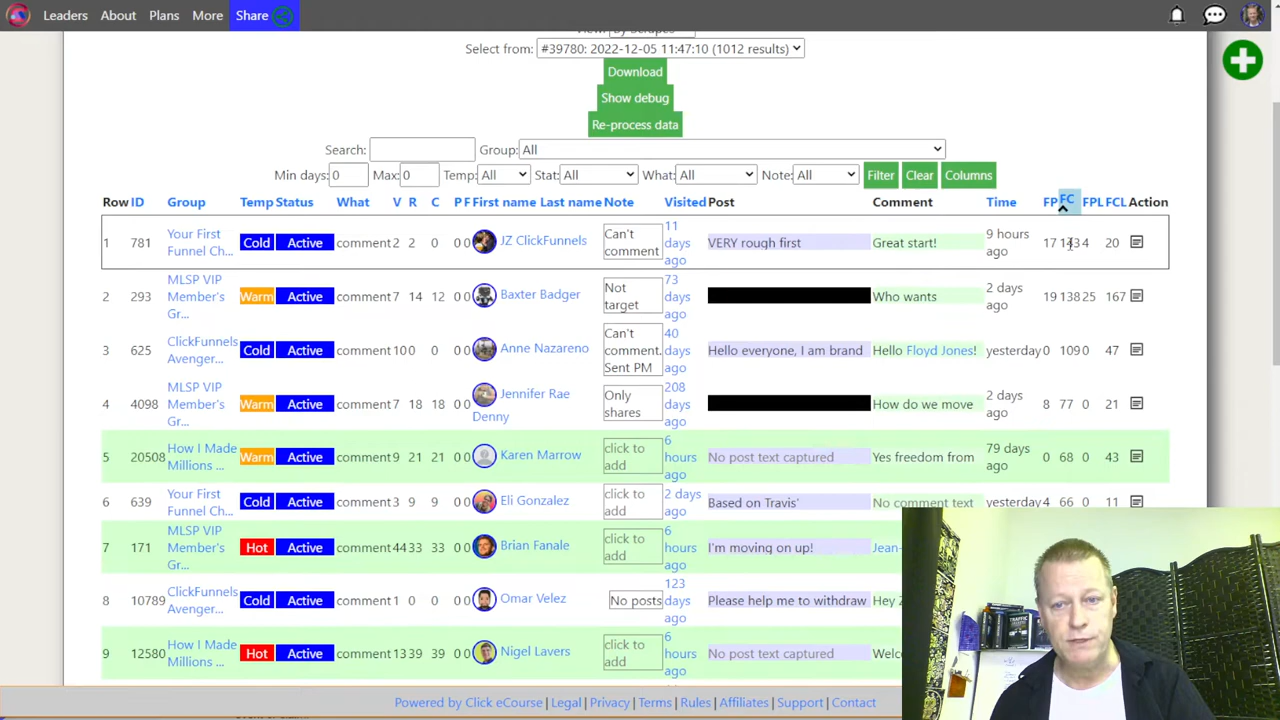 Leaders About Plans More Share
Select from: #39780: 2022-12-05 11:47:10 (1012 results)
Download
Show debug
Re-process data
Search: Group: All
Min days: 0 Max: 0 Temp: All Stat: All What: All Note: All Filter Clear Columns
Row ID Group Temp Status What V R C P F First name Last name Note Visited Post Comment Time FP FC FPL FCL Action
1 781 Your First Funnel Ch... Cold Active comment 2 2 0 JZ ClickFunnels Can't comment 11 days ago VERY rough first Great start! 9 hours ago 17 143 4 20
2 293 MLSP VIP Member's Gr... Warm Active comment 7 14 12 0 0 Baxter Badger Not target 73 days ago Who wants 2 days ago 19 138 25 167
3 625 ClickFunnels Avenger... Cold Active comment 10 0 0 Anne Nazareno Can't comment. Sent PM 40 days ago Hello everyone, I am brand Hello Floyd Jones! yesterday 0 109 0 47
4 4098 MLSP VIP Member's Gr... Warm Active comment 7 18 18 0 0 Jennifer Rae Denny Only shares 208 days ago How do we move 2 days ago 8 77 0 21
5 20508 How I Made Millions ... Warm Active comment 9 21 21 0 0 Karen Marrow click to add 6 hours ago No post text captured Yes freedom from 79 days ago 0 68 0 43
6 639 Your First Funnel Ch... Cold Active comment 3 9 9 0 0 Eli Gonzalez click to add 2 days ago Based on Travis' No comment text yesterday 4 66 0 11
7 171 MLSP VIP Member's Gr... Hot Active comment 44 33 33 0 0 Brian Fanale click to add 6 hours ago I'm moving on up! Jean-
8 10789 ClickFunnels Avenger... Cold Active comment 1 0 0 0 0 Omar Velez No posts 123 days ago Please help me to withdraw Hey
9 12580 How I Made Millions ... Hot Active comment 13 39 39 0 0 Nigel Lavers click to add 6 hours ago No post text captured
Powered by Click eCourse | Legal | Privacy | Terms | Rules | Affiliates | Support | Contact